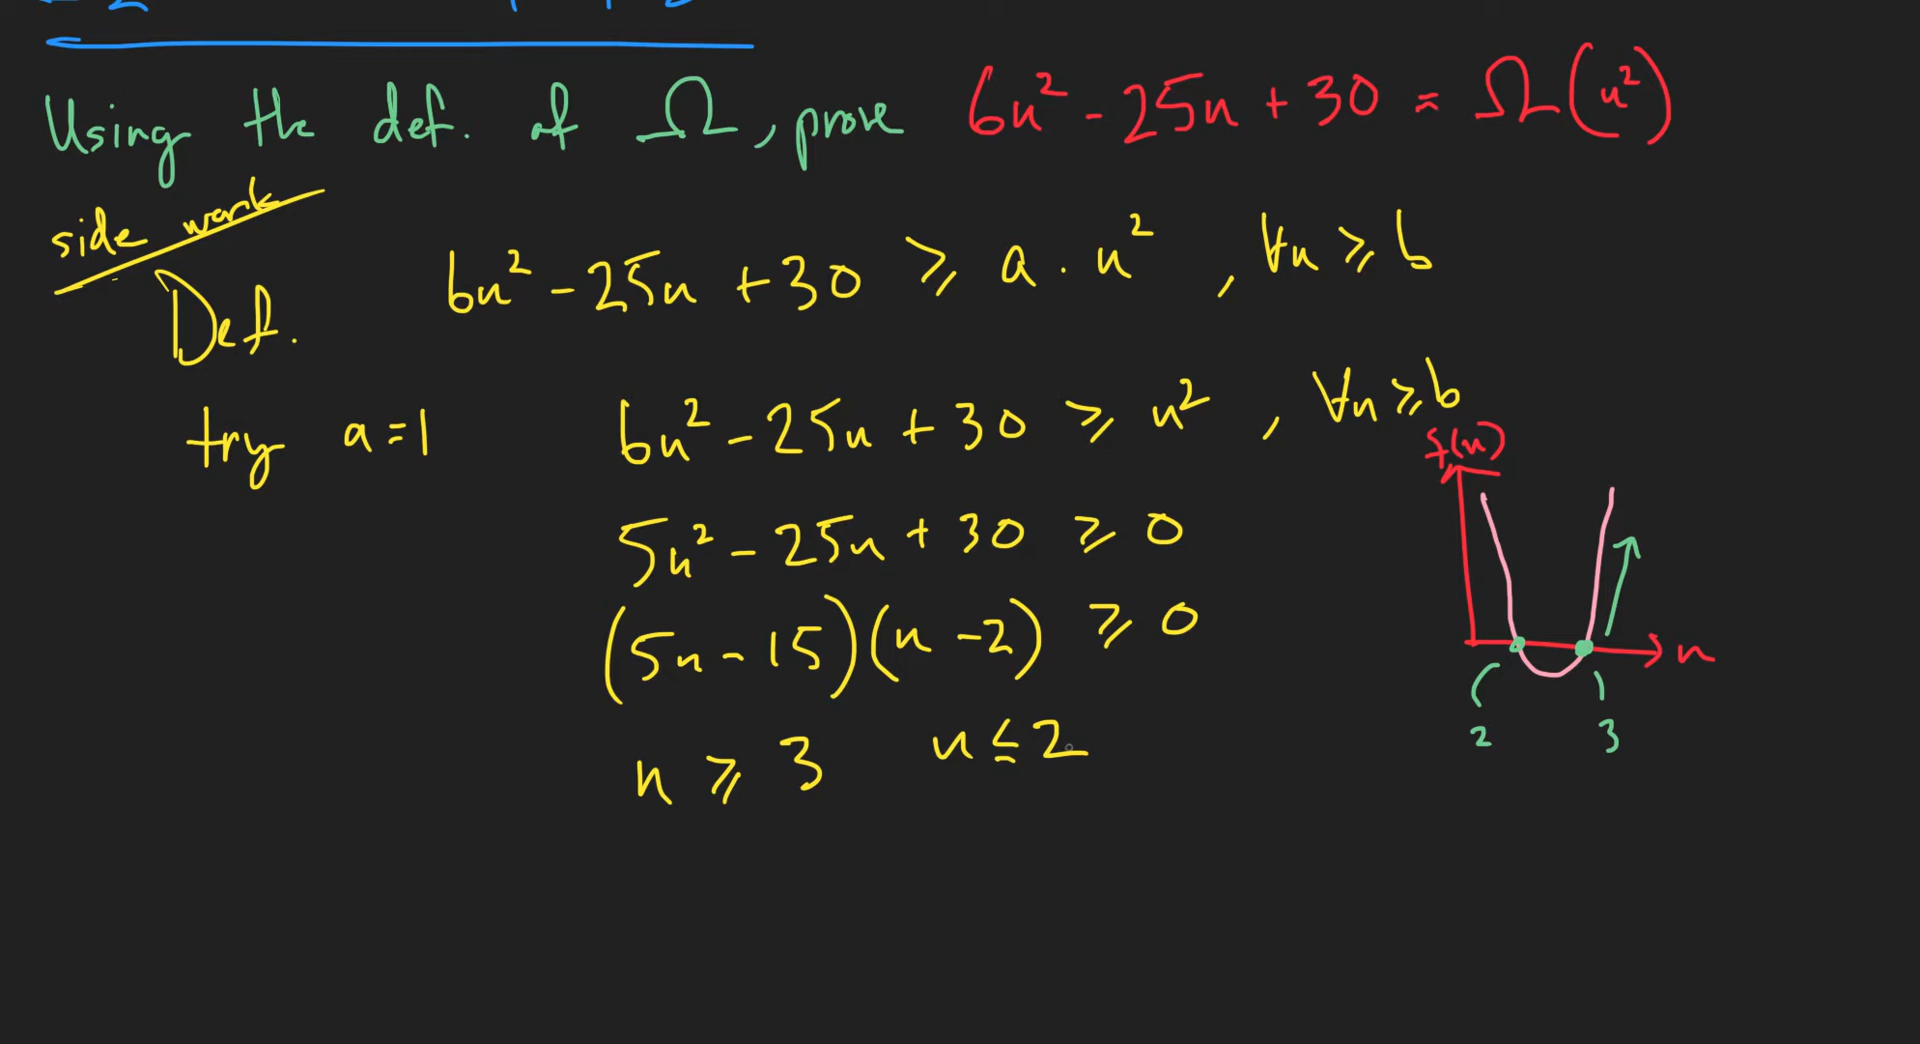 Using the def. of Ω, prove 6n² - 25n + 30 = Ω(n²)
side work
Def. 6n² - 25n + 30 ≥ a · n² , ∀n ≥ b
try a = 1 6n² - 25n + 30 ≥ n² , ∀n ≥ b
f(n)
5n² - 25n + 30 ≥ 0
(5n - 15)(n - 2) ≥ 0
n
n ≥ 3 n ≤ 2
2 3